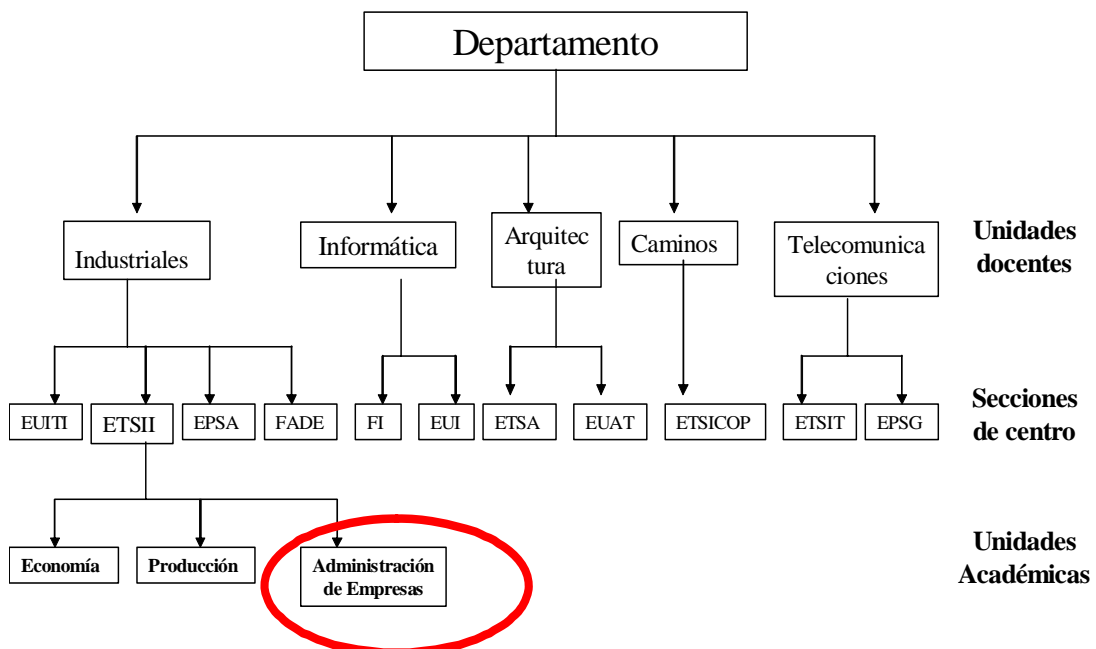 Departamento
Industriales
Informática
Arquitec
tura
Caminos
Telecomunica
ciones
Unidades
docentes
EUITI
ETSII
EPSA
FADE
FI
EUI
ETSA
EUAT
ETSICOP
ETSIT
EPSG
Secciones
de centro
Economía
Producción
Administración
de Empresas
Unidades
Académicas